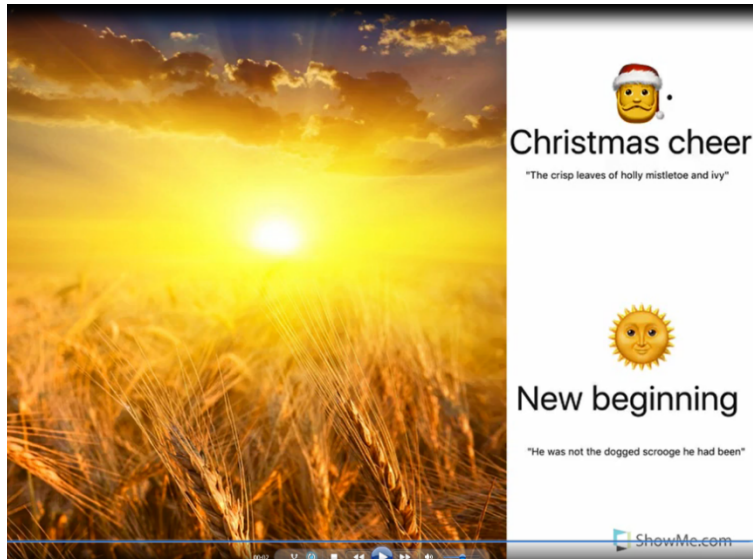 Christmas cheer
"The crisp leaves of holly mistletoe and ivy"
New beginning
"He was not the dogged scrooge he had been"
ShowMe.com